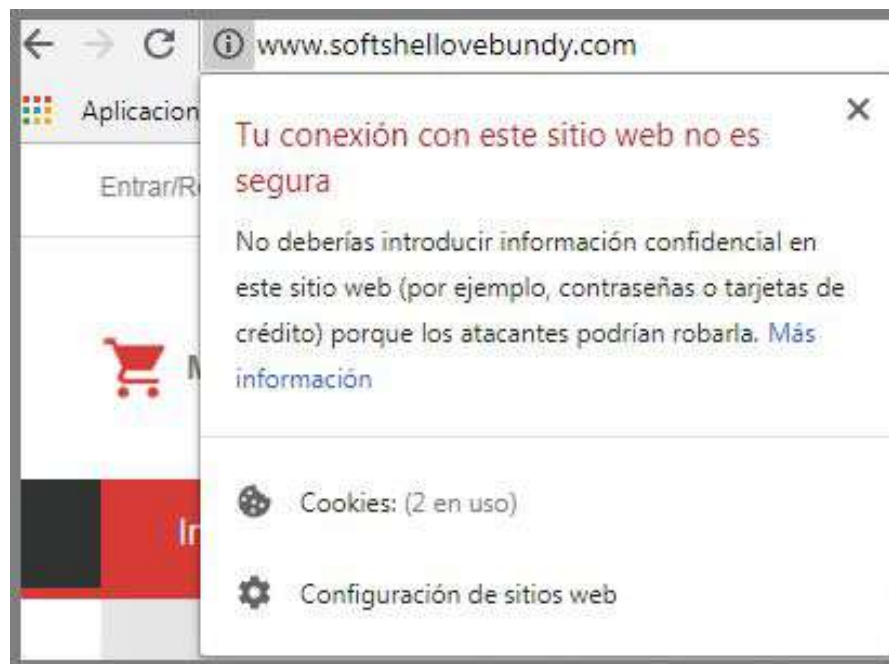 www.softshellovebundy.com
Aplicacion
Tu conexión con este sitio web no es
segura
Entrar/R
No deberías introducir información confidencial en
este sitio web (por ejemplo, contraseñas o tarjetas de
crédito) porque los atacantes podrían robarla. Más
información
Cookies: (2 en uso)
In
Configuración de sitios web